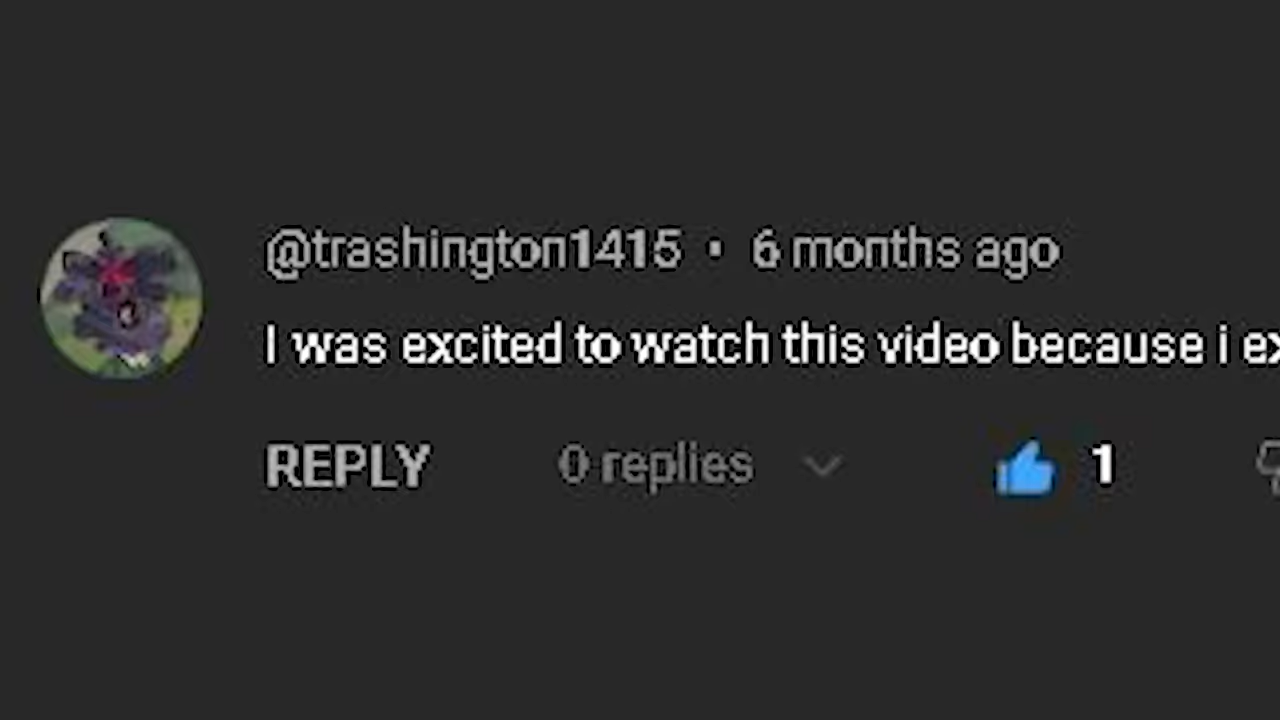 @trashington1415 • 6 months ago
I was excited to watch this video because i
REPLY 0 replies 1